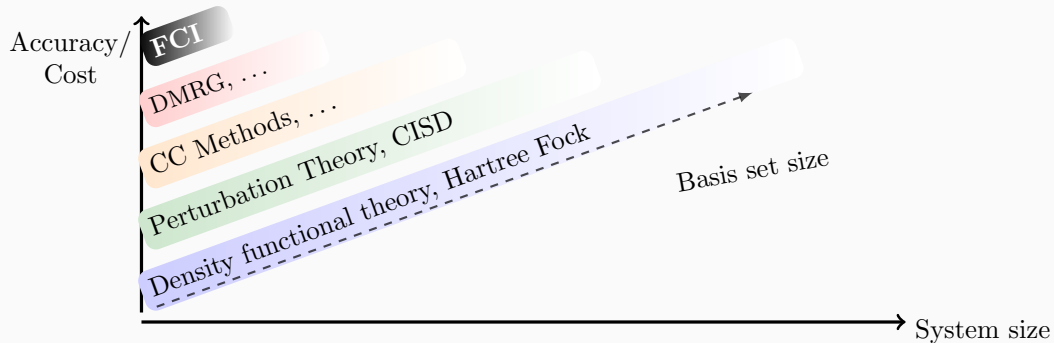 Accuracy/
Cost
FCI
DMRG, …
CC Methods, …
Perturbation Theory, CISD
Density functional theory, Hartree Fock
Basis set size
System size